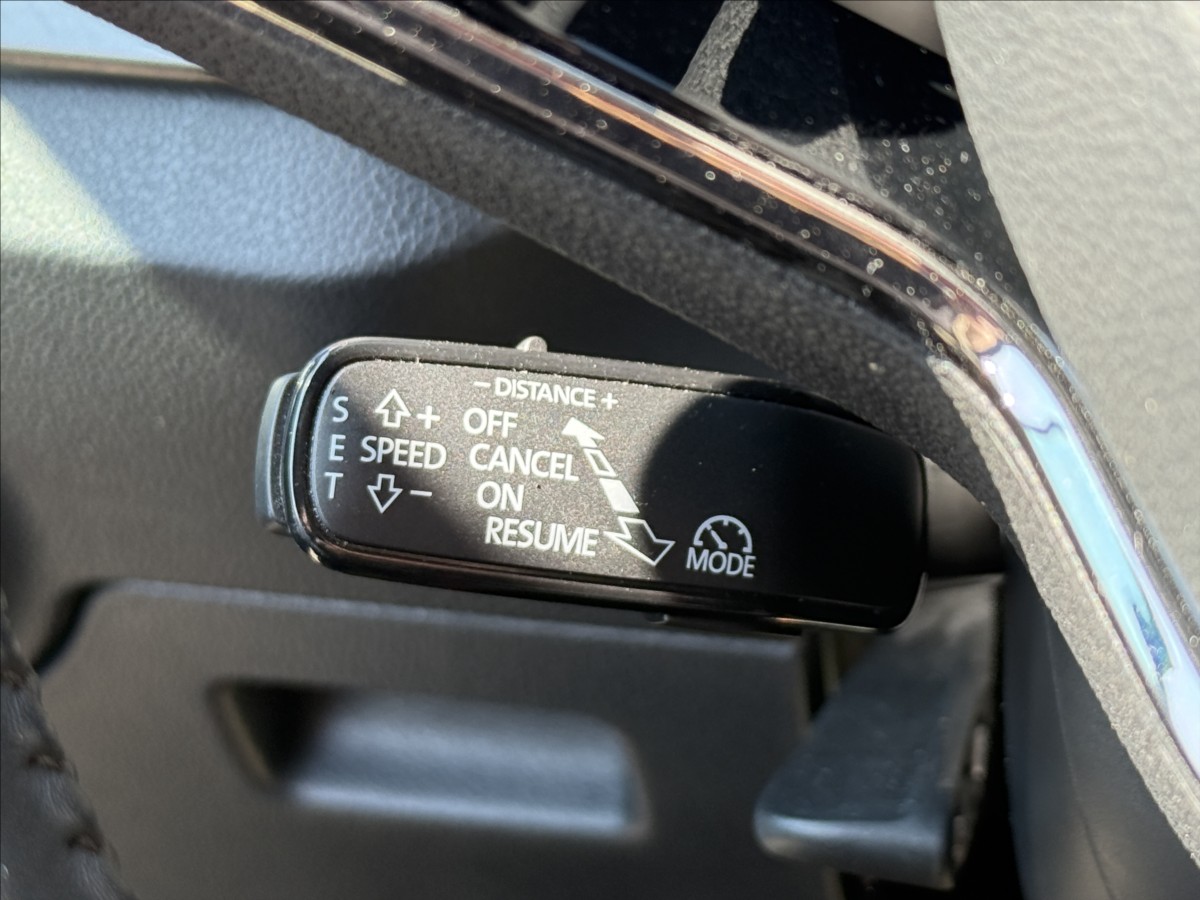 − DISTANCE +
S
E
T
+
SPEED
−
OFF
CANCEL
ON
RESUME
MODE